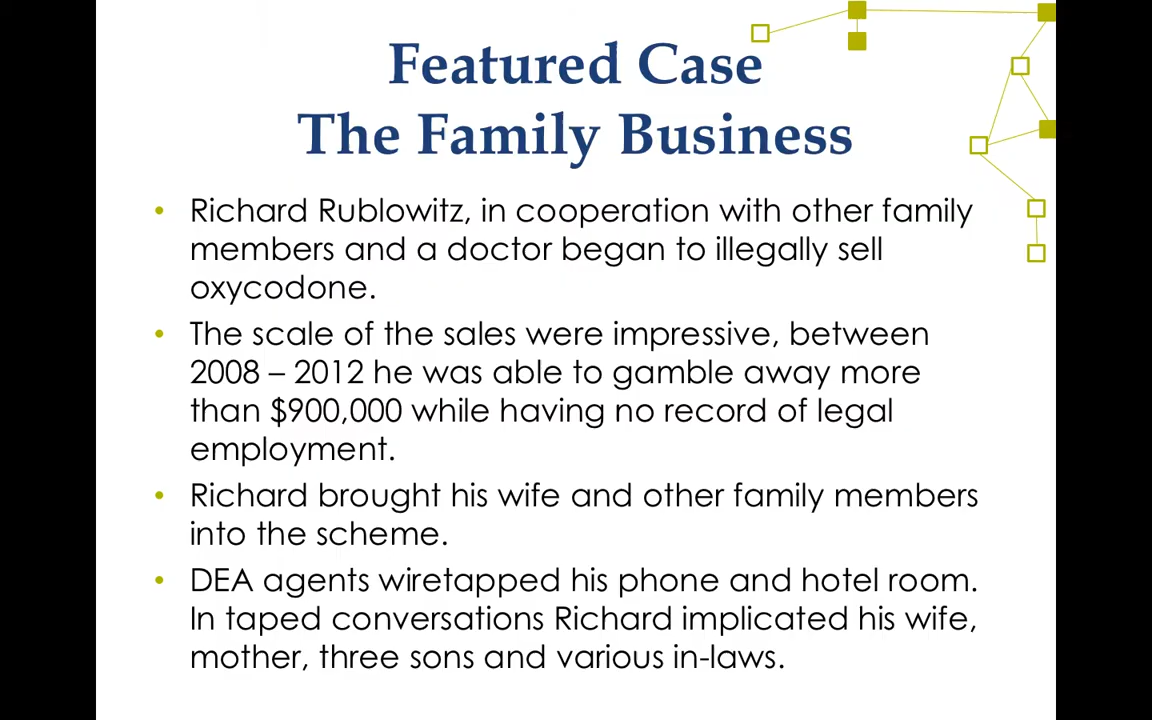 Featured Case
The Family Business
• Richard Rublowitz, in cooperation with other family
members and a doctor began to illegally sell
oxycodone.
• The scale of the sales were impressive, between
2008 – 2012 he was able to gamble away more
than $900,000 while having no record of legal
employment.
• Richard brought his wife and other family members
into the scheme.
• DEA agents wiretapped his phone and hotel room.
In taped conversations Richard implicated his wife,
mother, three sons and various in-laws.